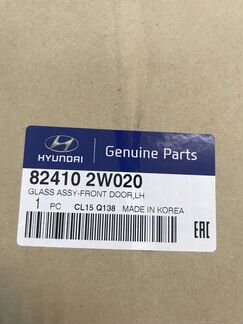 HYUNDAI
Genuine Parts
82410 2W020
GLASS ASSY-FRONT DOOR,LH
1 PC CL15 Q138 MADE IN KOREA
EAC